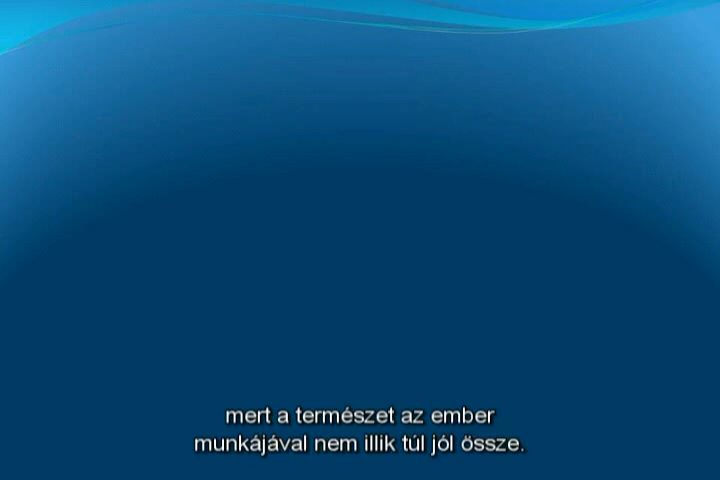 mert a természet az ember
munkájával nem illik túl jól össze.